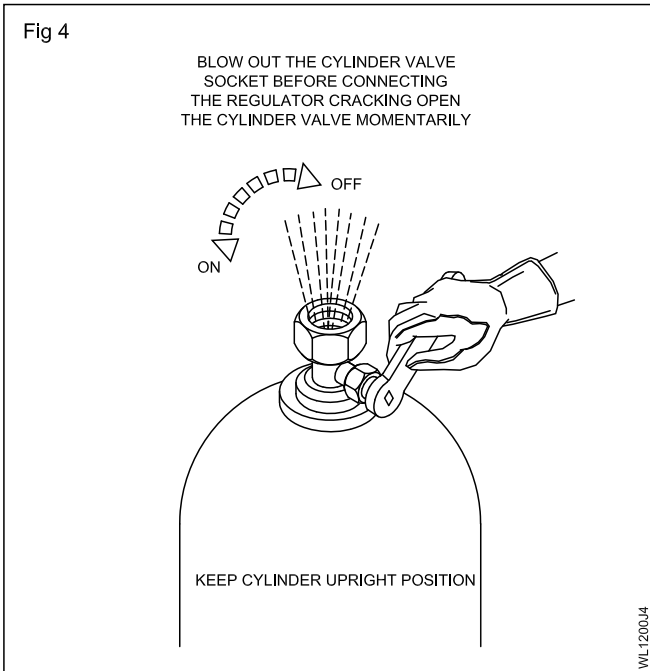 Fig 4
BLOW OUT THE CYLINDER VALVE
SOCKET BEFORE CONNECTING
THE REGULATOR CRACKING OPEN
THE CYLINDER VALVE MOMENTARILY
OFF
ON
KEEP CYLINDER UPRIGHT POSITION
WL1200J4